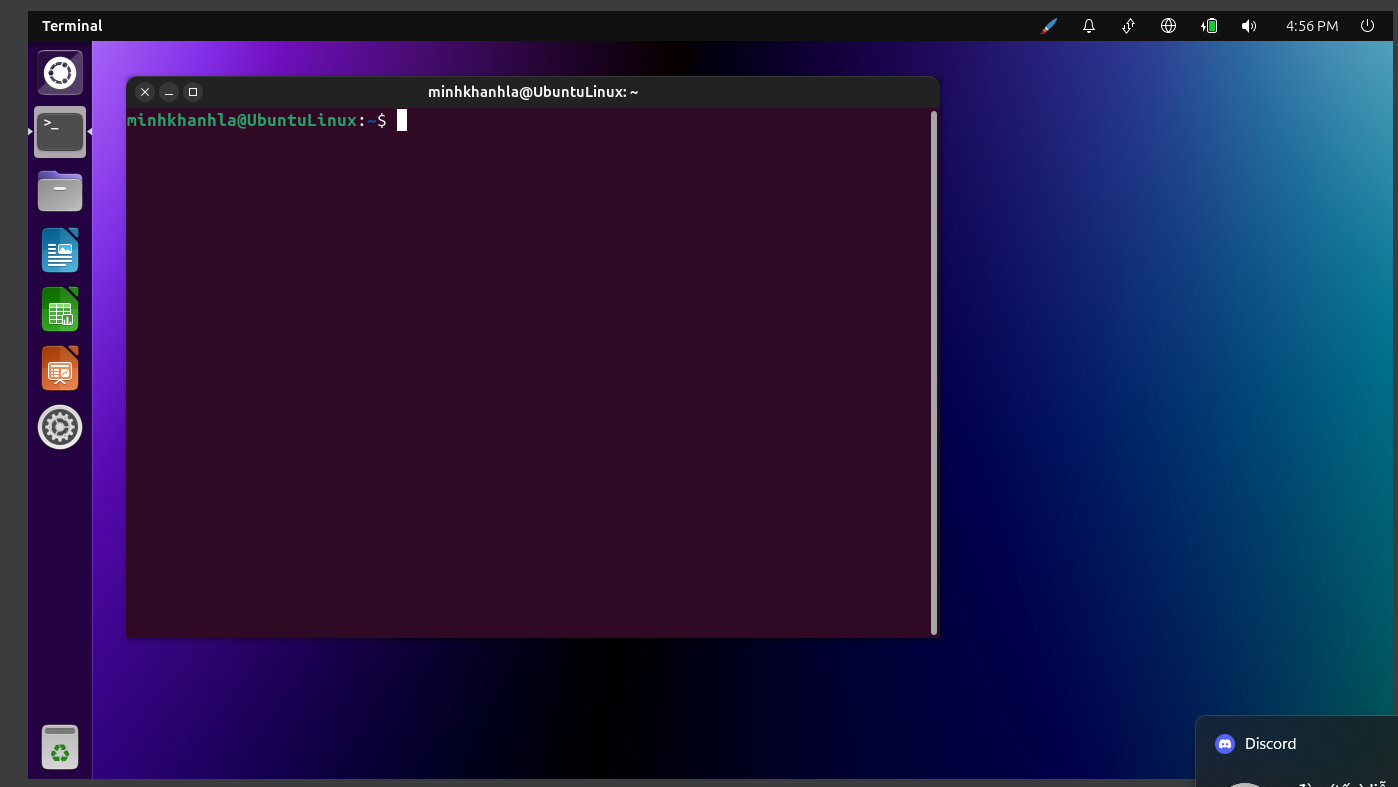 Terminal
4:56 PM
minhkhanhla@UbuntuLinux: ~
minhkhanhla@UbuntuLinux:~$
>_
Discord